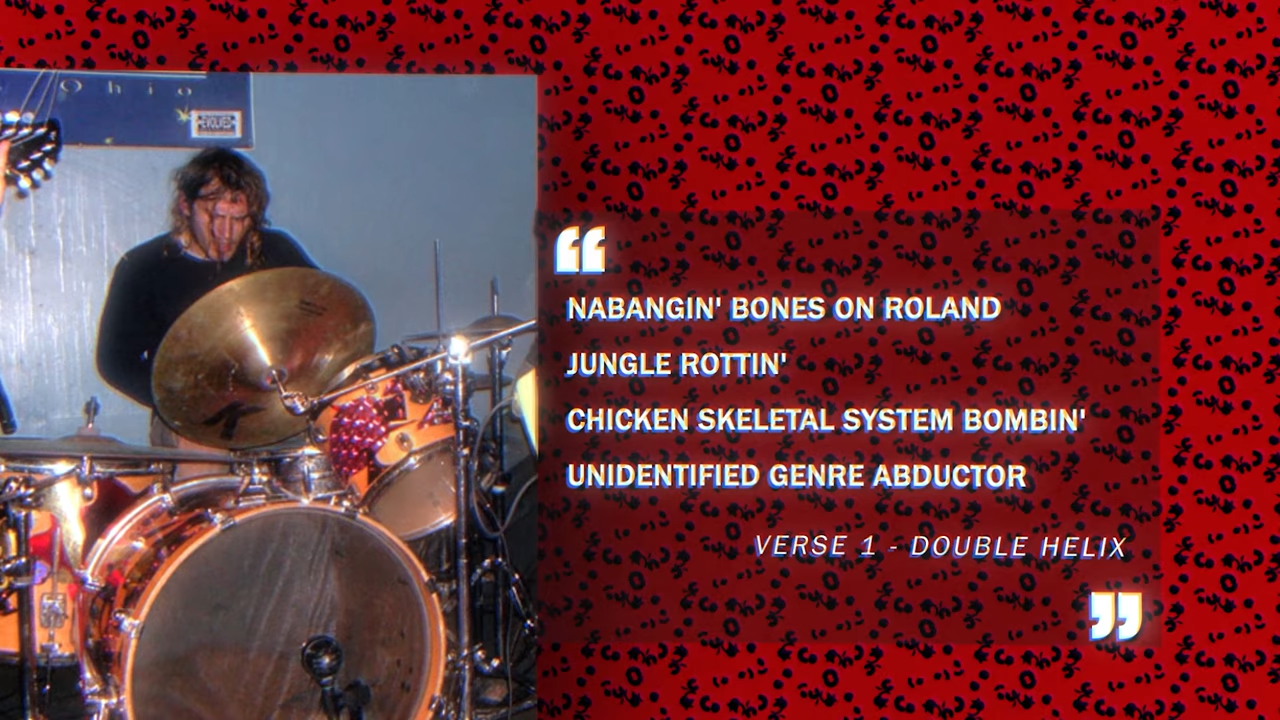 Ohio
“
NABANGIN' BONES ON ROLAND
JUNGLE ROTTIN'
CHICKEN SKELETAL SYSTEM BOMBIN'
UNIDENTIFIED GENRE ABDUCTOR
VERSE 1 - DOUBLE HELIX
”